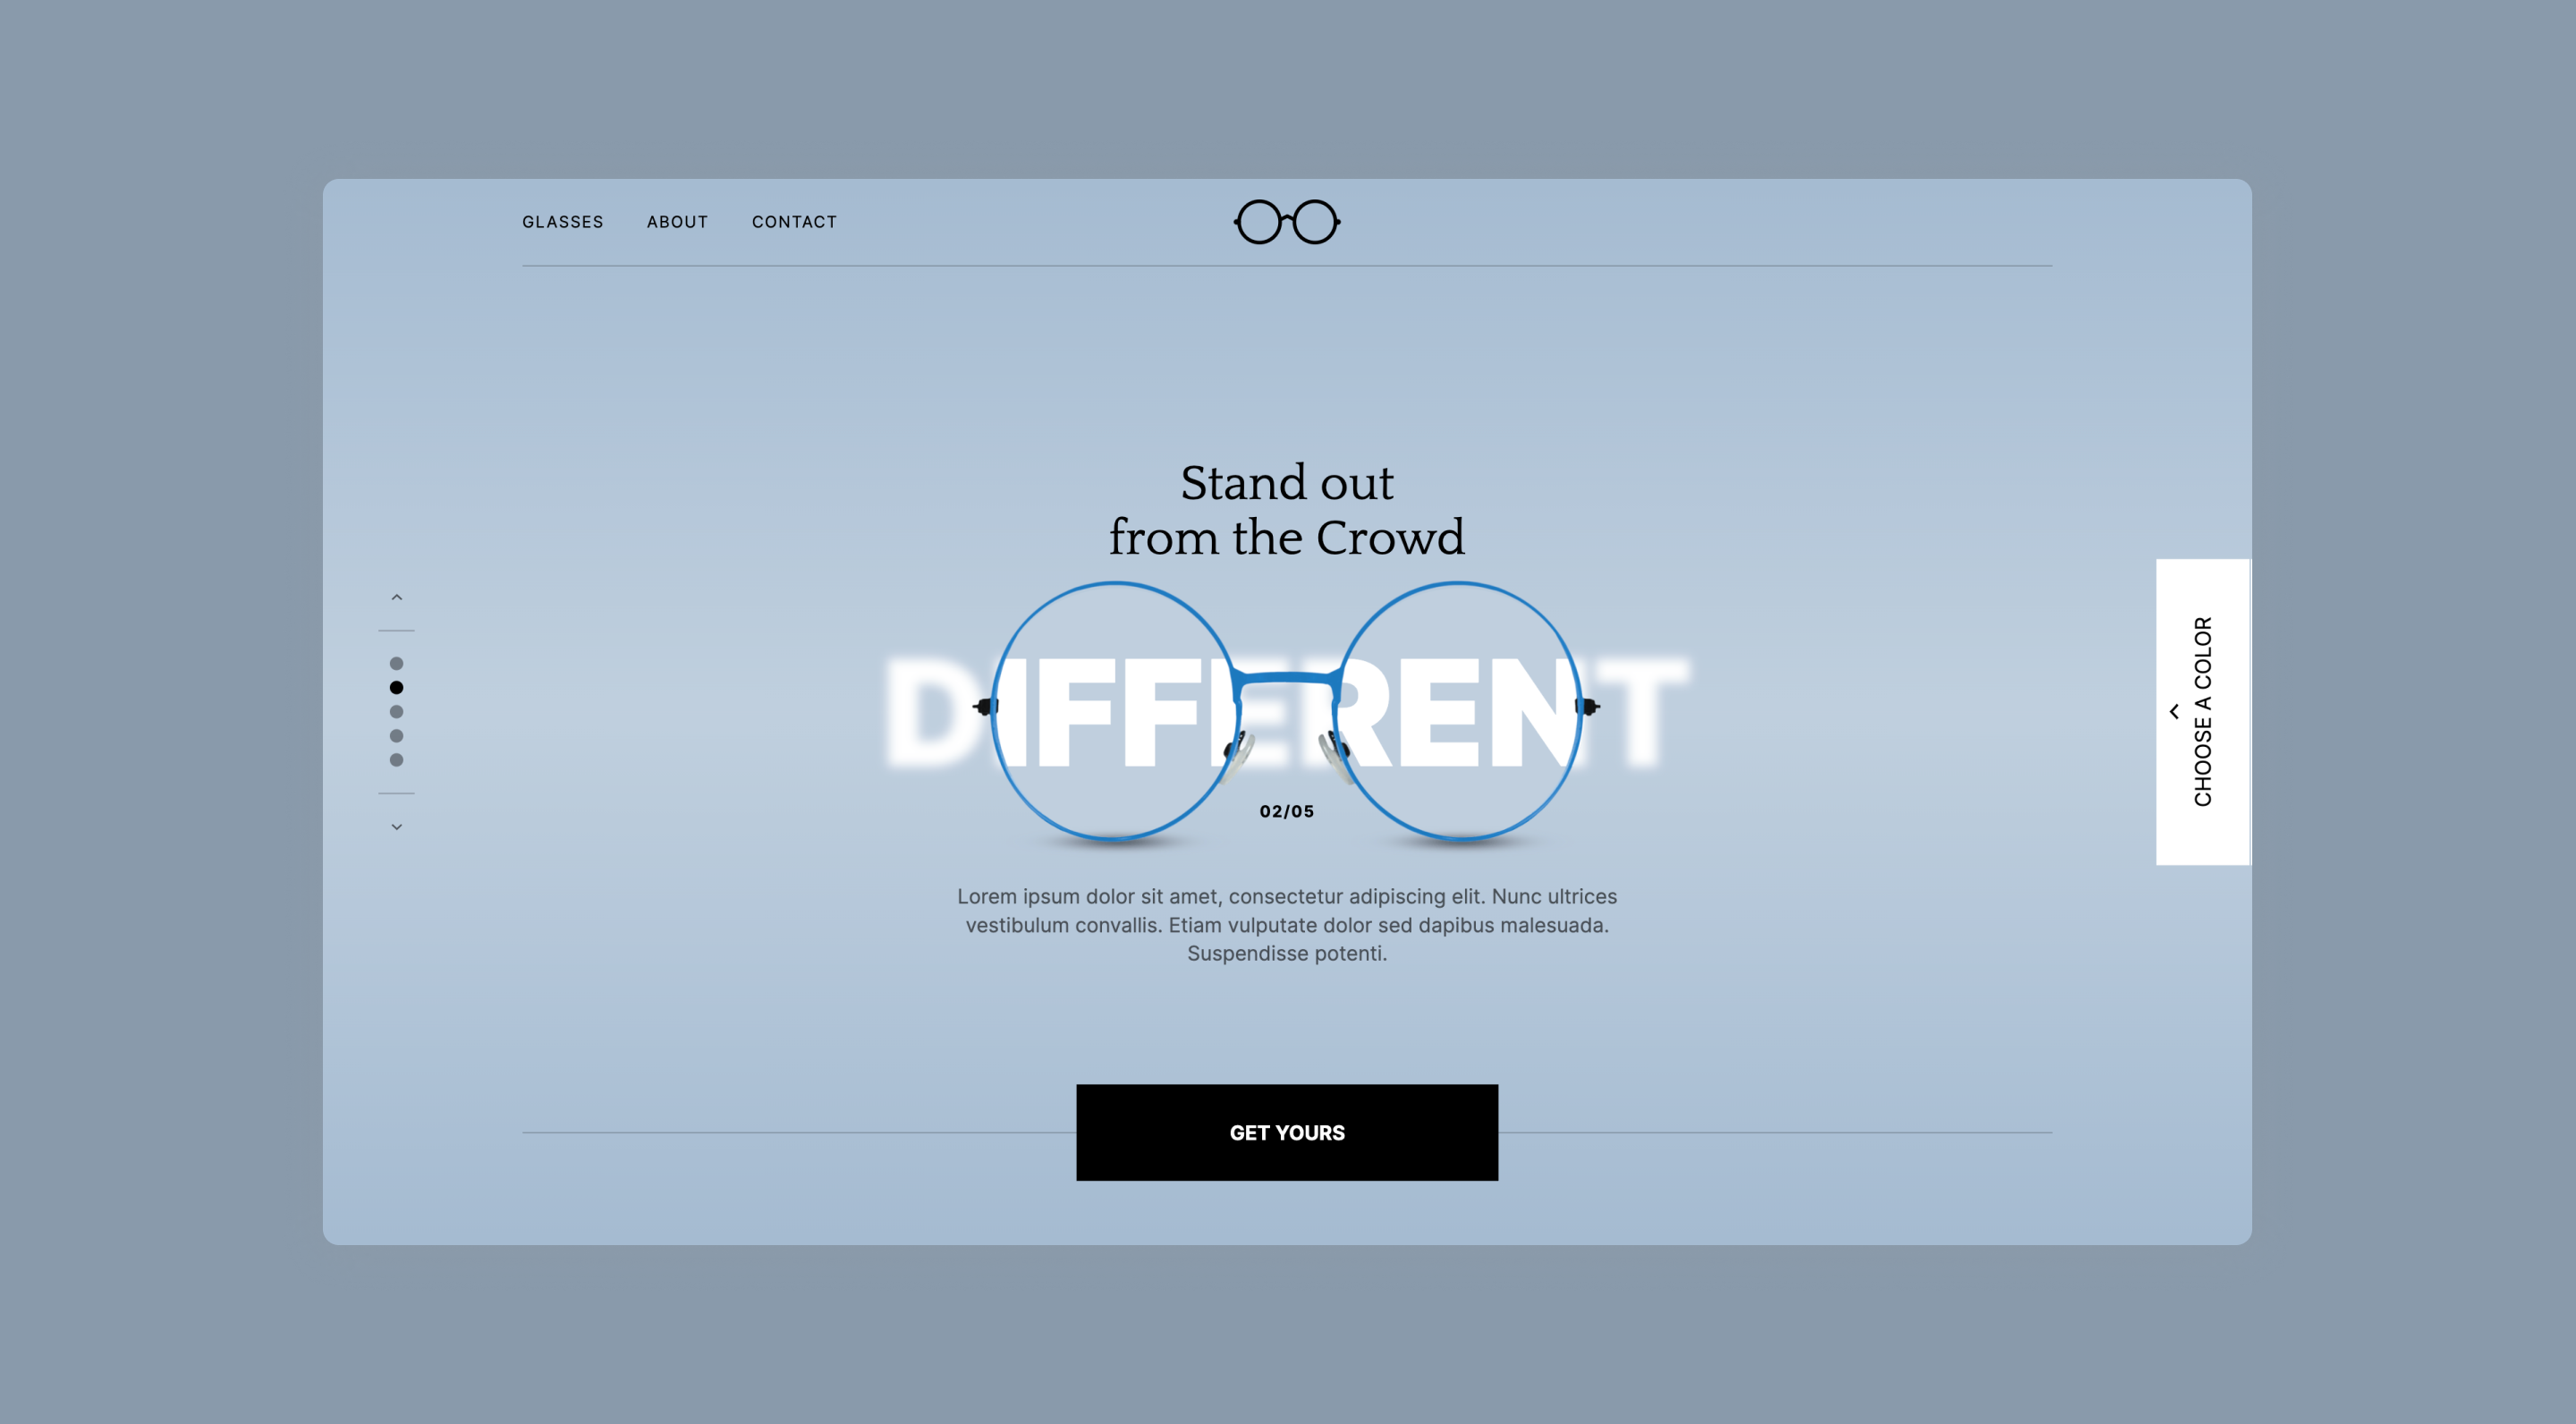 GLASSES ABOUT CONTACT
Stand out
from the Crowd
DIFFERENT
02/05
Lorem ipsum dolor sit amet, consectetur adipiscing elit. Nunc ultrices
vestibulum convallis. Etiam vulputate dolor sed dapibus malesuada.
Suspendisse potenti.
CHOOSE A COLOR
GET YOURS